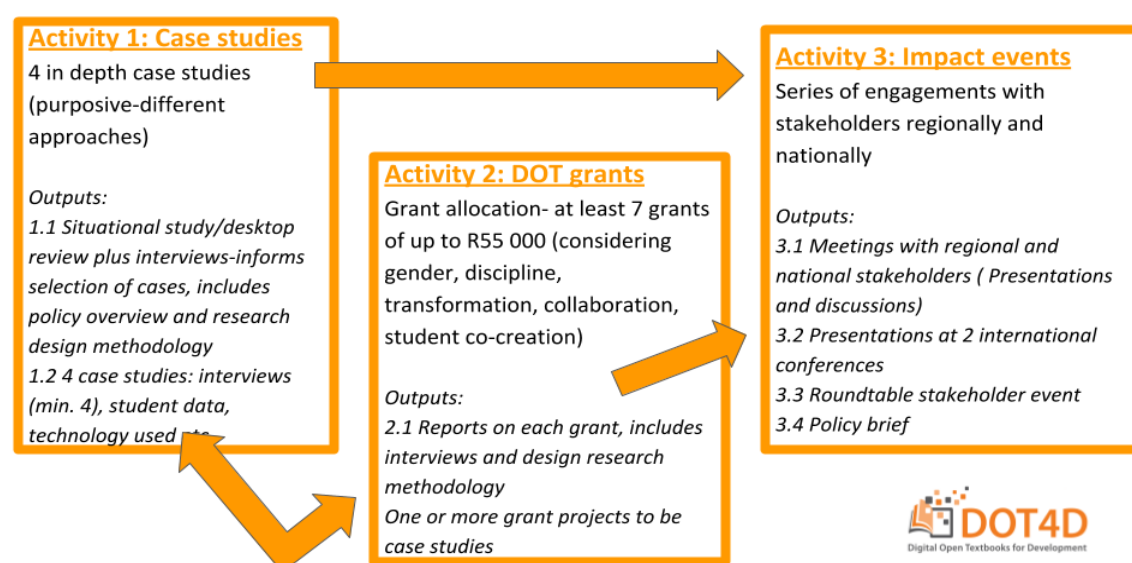 Activity 1: Case studies
4 in depth case studies
(purposive-different
approaches)
Outputs:
1.1 Situational study/desktop
review plus interviews-informs
selection of cases, includes
policy overview and research
design methodology
1.2 4 case studies: interviews
(min. 4), student data,
technology used
Activity 2: DOT grants
Grant allocation- at least 7 grants
of up to R55 000 (considering
gender, discipline,
transformation, collaboration,
student co-creation)
Outputs:
2.1 Reports on each grant, includes
interviews and design research
methodology
One or more grant projects to be
case studies
Activity 3: Impact events
Series of engagements with
stakeholders regionally and
nationally
Outputs:
3.1 Meetings with regional and
national stakeholders ( Presentations
and discussions)
3.2 Presentations at 2 international
conferences
3.3 Roundtable stakeholder event
3.4 Policy brief
DOT4D
Digital Open Textbooks for Development